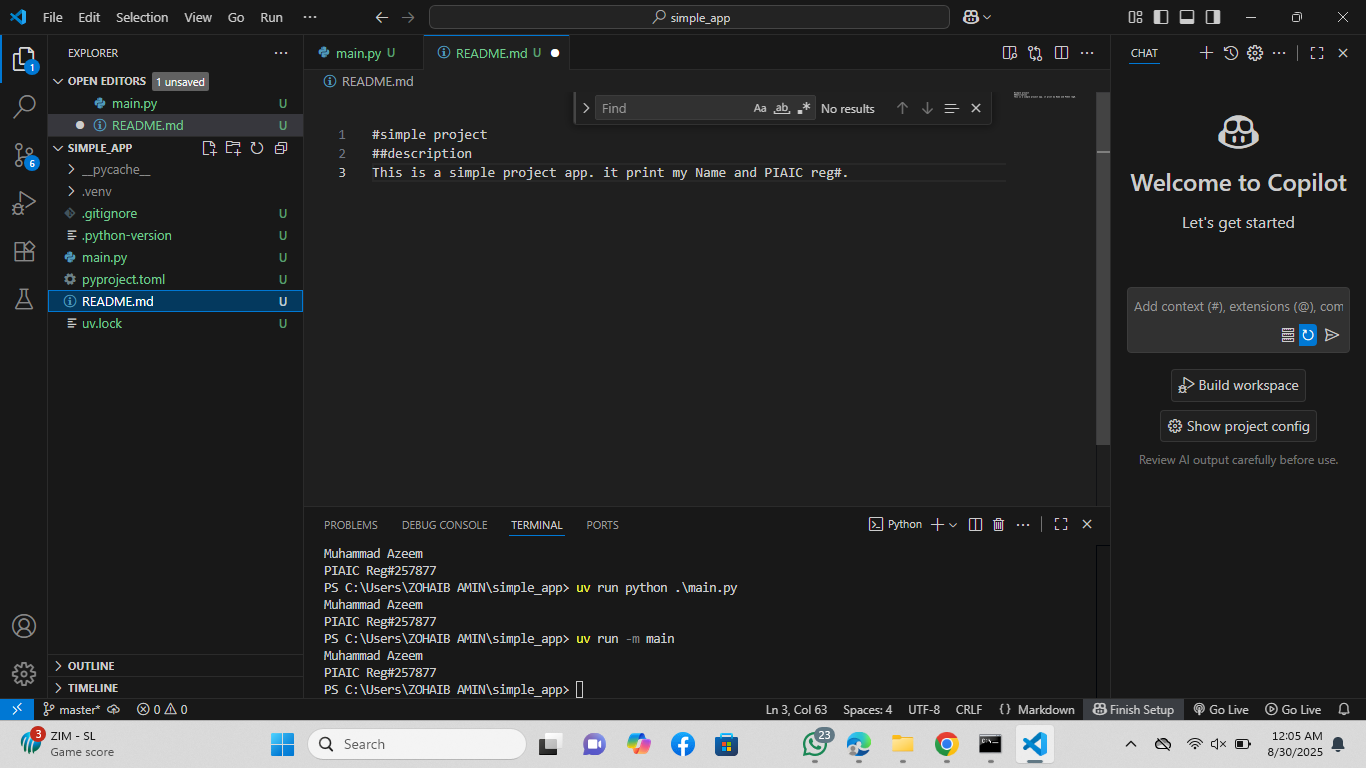 File Edit Selection View Go Run ···
simple_app
EXPLORER ···
OPEN EDITORS 1 unsaved
main.py U
README.md U
SIMPLE_APP
__pycache__
.venv
.gitignore U
.python-version U
main.py U
pyproject.toml U
README.md U
uv.lock U
OUTLINE
TIMELINE
1
6
main.py U
README.md U
README.md
Find Aa ab .* No results
1 #simple project
2 ##description
3 This is a simple project app. it print my Name and PIAIC reg#.
PROBLEMS DEBUG CONSOLE TERMINAL PORTS
Python
Muhammad Azeem
PIAIC Reg#257877
PS C:\Users\ZOHAIB AMIN\simple_app> uv run python .\main.py
Muhammad Azeem
PIAIC Reg#257877
PS C:\Users\ZOHAIB AMIN\simple_app> uv run -m main
Muhammad Azeem
PIAIC Reg#257877
PS C:\Users\ZOHAIB AMIN\simple_app>
CHAT
Welcome to Copilot
Let's get started
Add context (#), extensions (@), com
Build workspace
Show project config
Review AI output carefully before use.
master* 0 0 Ln 3, Col 63 Spaces: 4 UTF-8 CRLF {} Markdown Finish Setup Go Live Go Live
3
ZIM - SL
Game score
Search
23
12:05 AM
8/30/2025